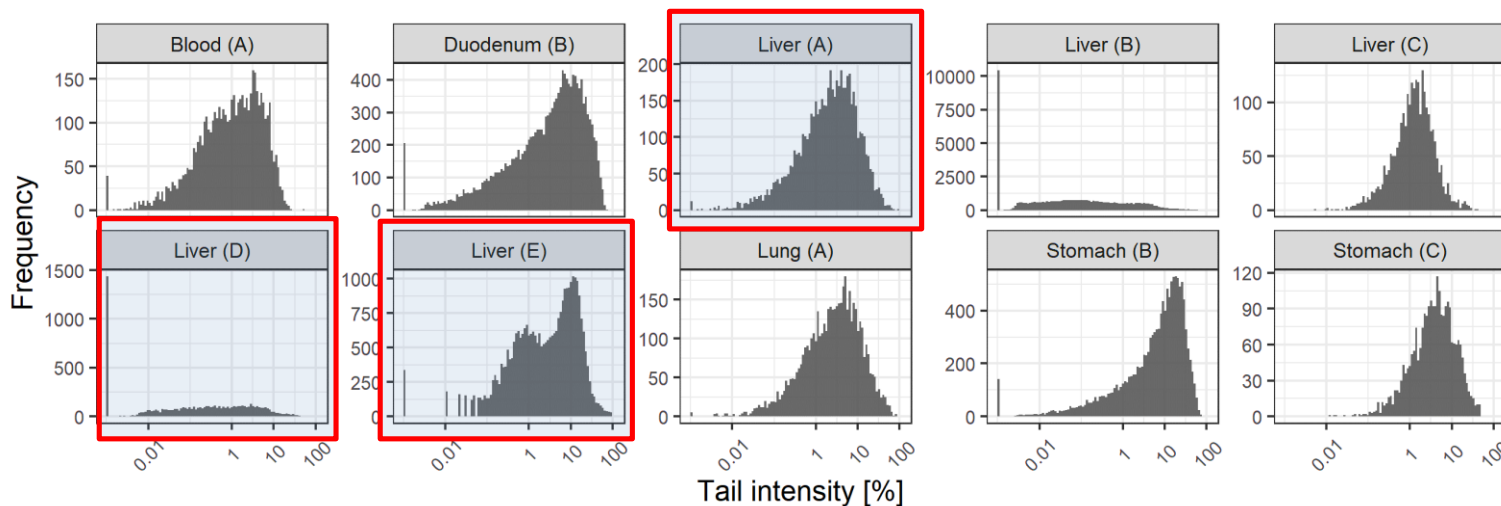 Blood (A)
Duodenum (B)
Liver (A)
Liver (B)
Liver (C)
150
100
50
0
400
300
200
100
0
200
150
100
50
0
10000
7500
5000
2500
0
100
50
0
Frequency
Liver (D)
Liver (E)
Lung (A)
Stomach (B)
Stomach (C)
1500
1000
500
0
1000
750
500
250
0
150
100
50
0
400
200
0
120
90
60
30
0
0.01 1 10 100
0.01 1 10 100
0.01 1 10 100
0.01 1 10 100
0.01 1 10 100
Tail intensity [%]